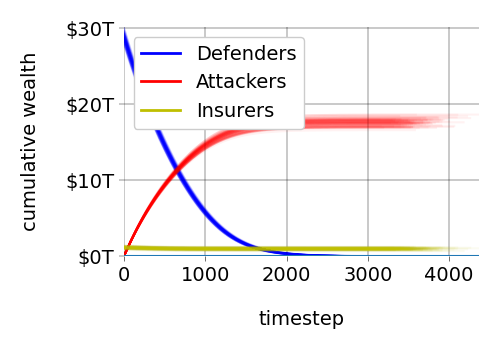 cumulative wealth
$30T
$20T
$10T
$0T
Defenders
Attackers
Insurers
0 1000 2000 3000 4000
timestep